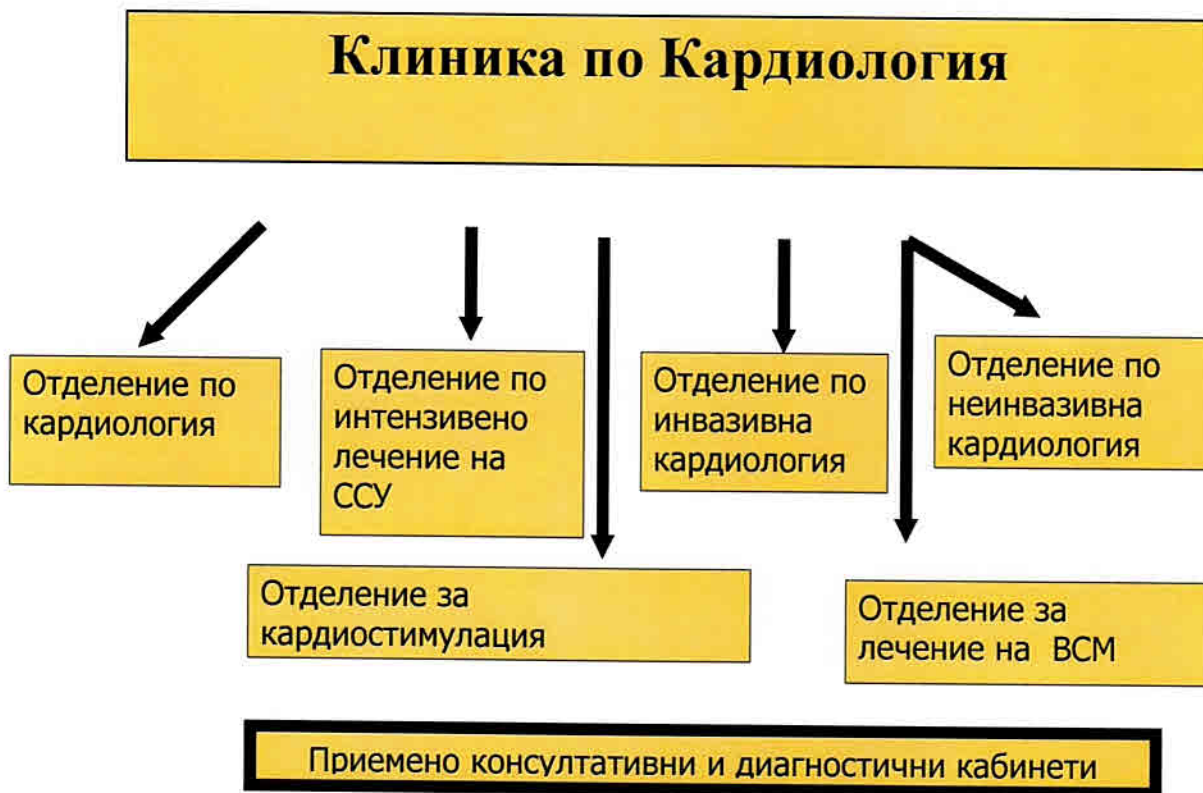 Клиника по Кардиология
Отделение по
кардиология
Отделение по
интензивено
лечение на
ССУ
Отделение по
инвазивна
кардиология
Отделение по
неинвазивна
кардиология
Отделение за
кардиостимулация
Отделение за
лечение на ВСМ
Приемено консултативни и диагностични кабинети